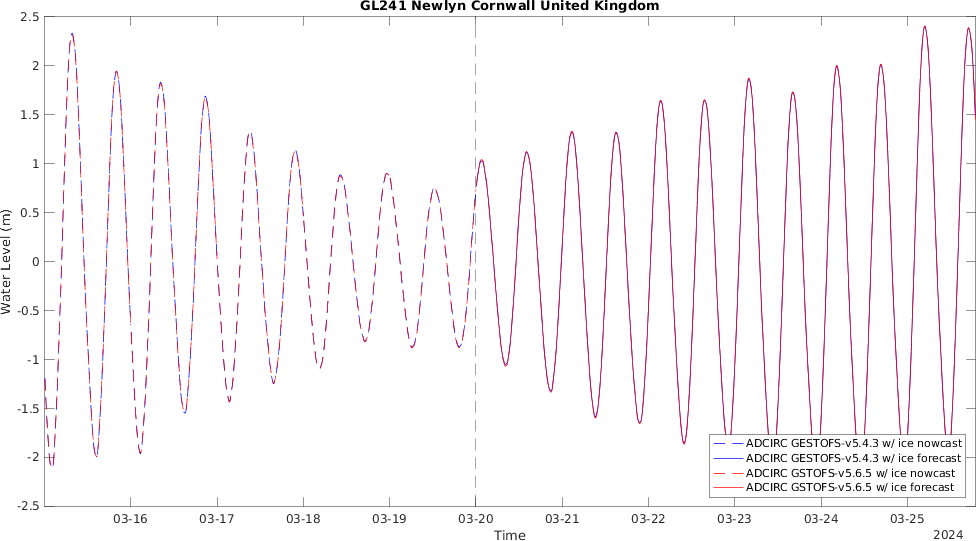 GL241 Newlyn Cornwall United Kingdom
2.5
2
1.5
1
0.5
0
-0.5
-1
-1.5
-2
-2.5
Water Level (m)
ADCIRC GESTOFS-v5.4.3 w/ ice nowcast
ADCIRC GESTOFS-v5.4.3 w/ ice forecast
ADCIRC GSTOFS-v5.6.5 w/ ice nowcast
ADCIRC GSTOFS-v5.6.5 w/ ice forecast
03-16 03-17 03-18 03-19 03-20 03-21 03-22 03-23 03-24 03-25
Time
2024